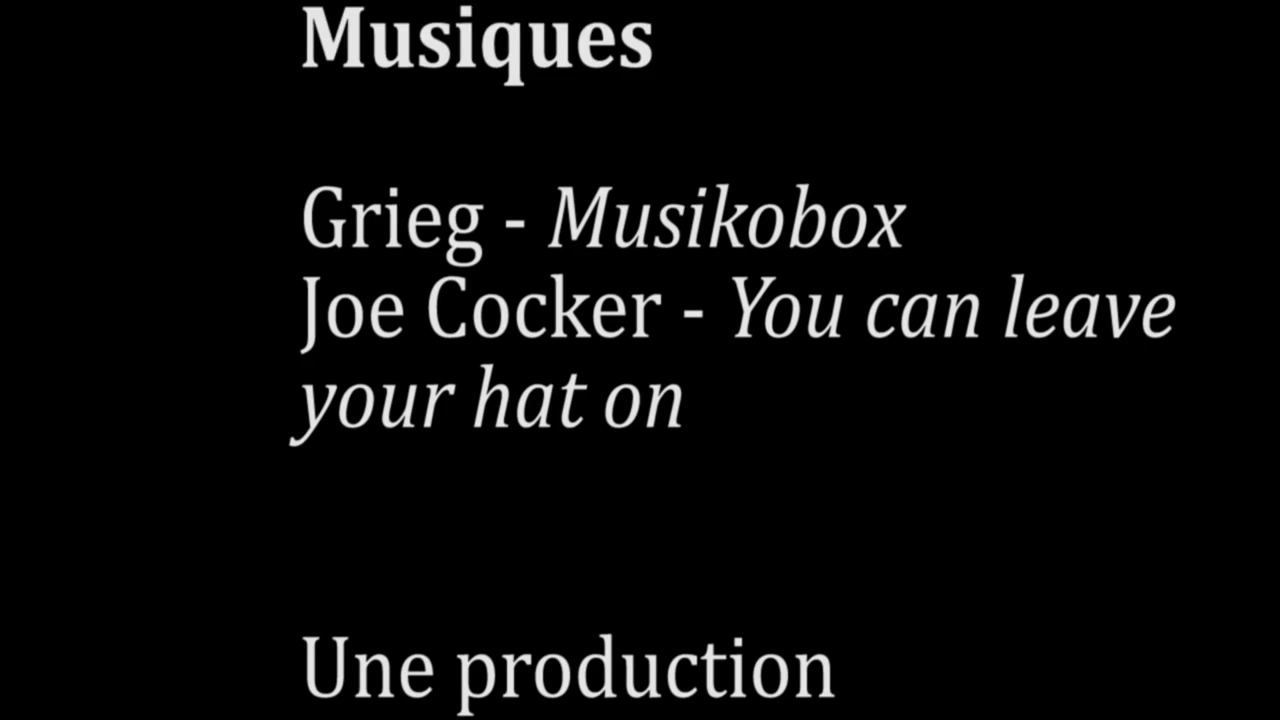 Musiques
Grieg - Musikobox
Joe Cocker - You can leave
your hat on
Une production